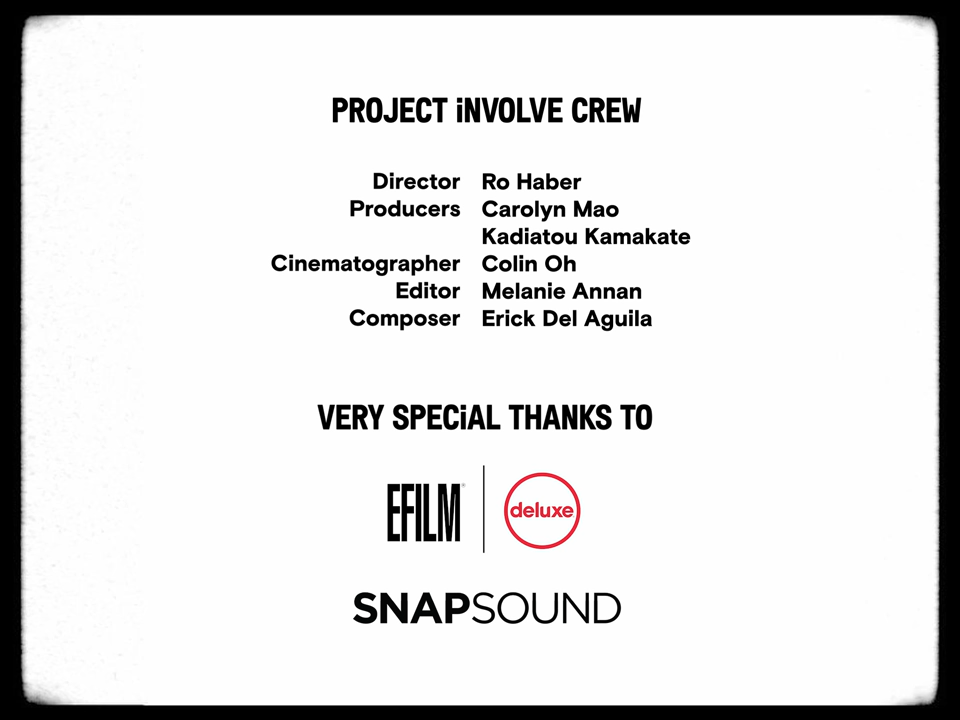 PROJECT iNVOLVE CREW
Director Ro Haber
Producers Carolyn Mao
Kadiatou Kamakate
Cinematographer Colin Oh
Editor Melanie Annan
Composer Erick Del Aguila
VERY SPECiAL THANKS TO
EFILM® deluxe
SNAPSOUND